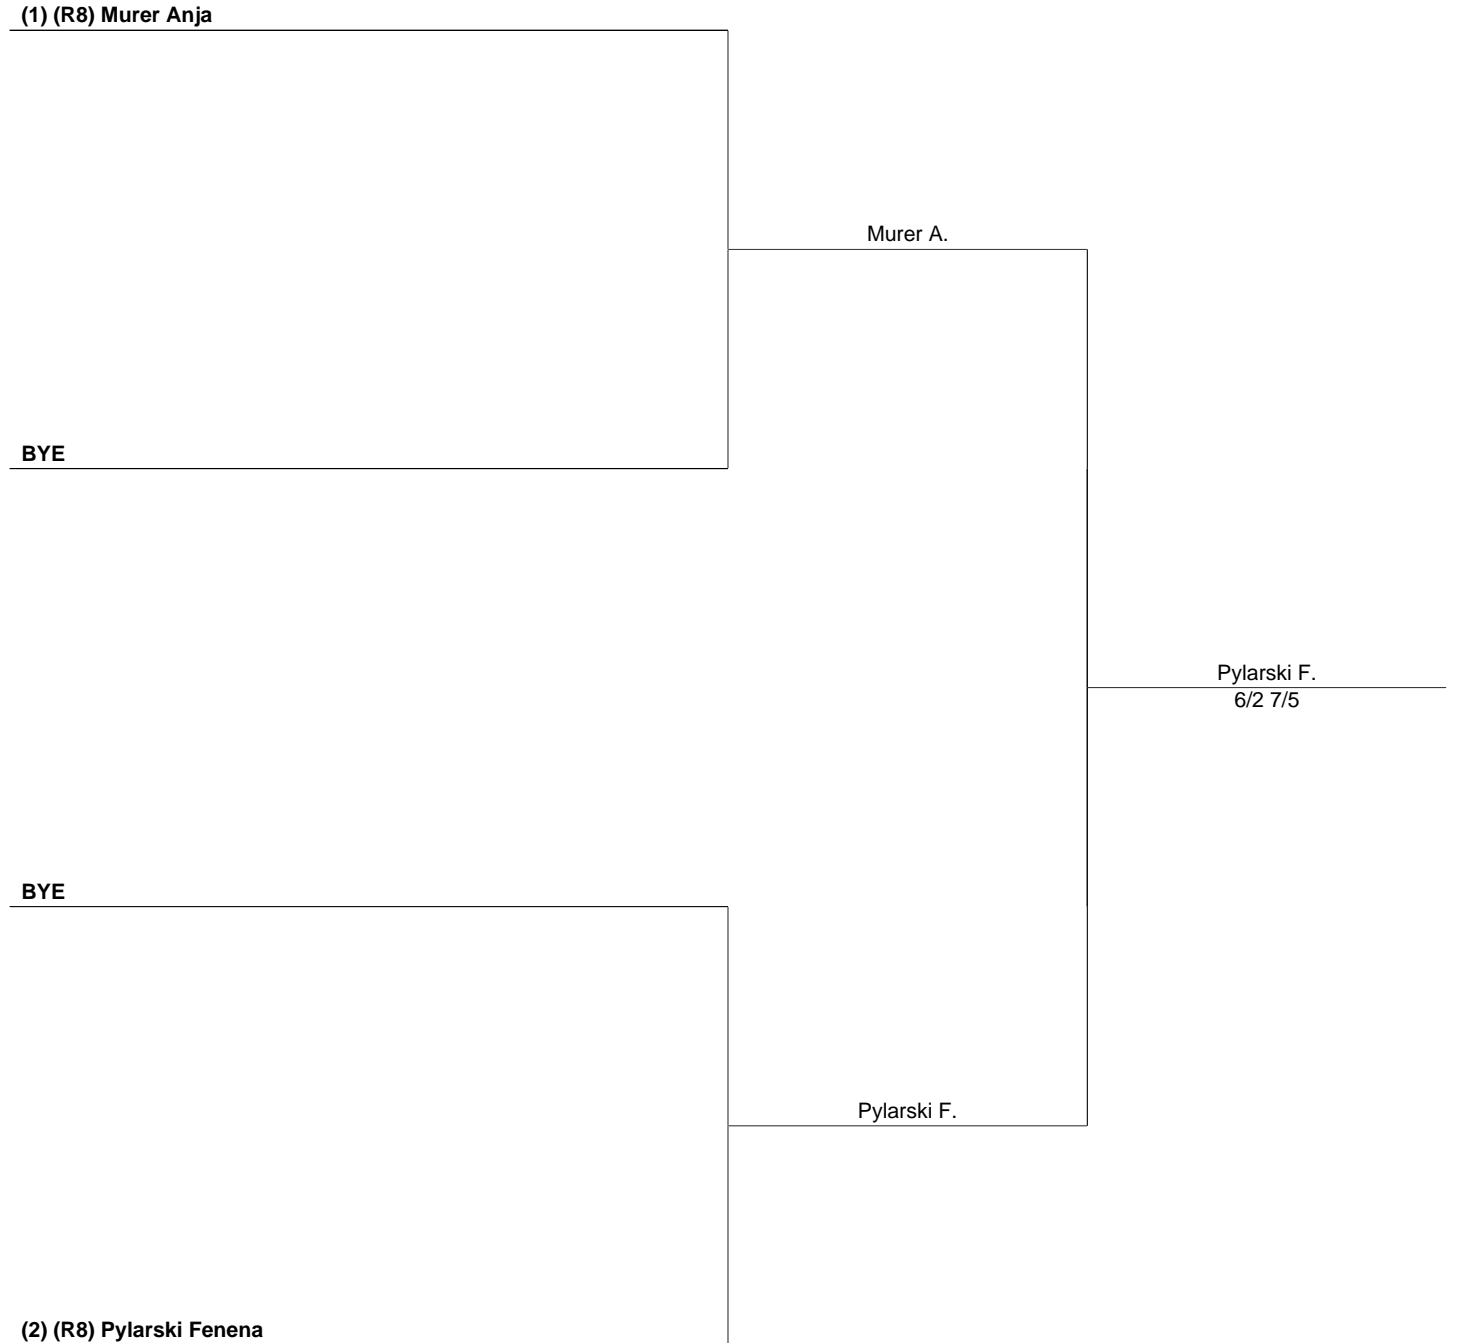 (1) (R8) Murer Anja
Murer A.
BYE
Pylarski F.
6/2 7/5
BYE
Pylarski F.
(2) (R8) Pylarski Fenena